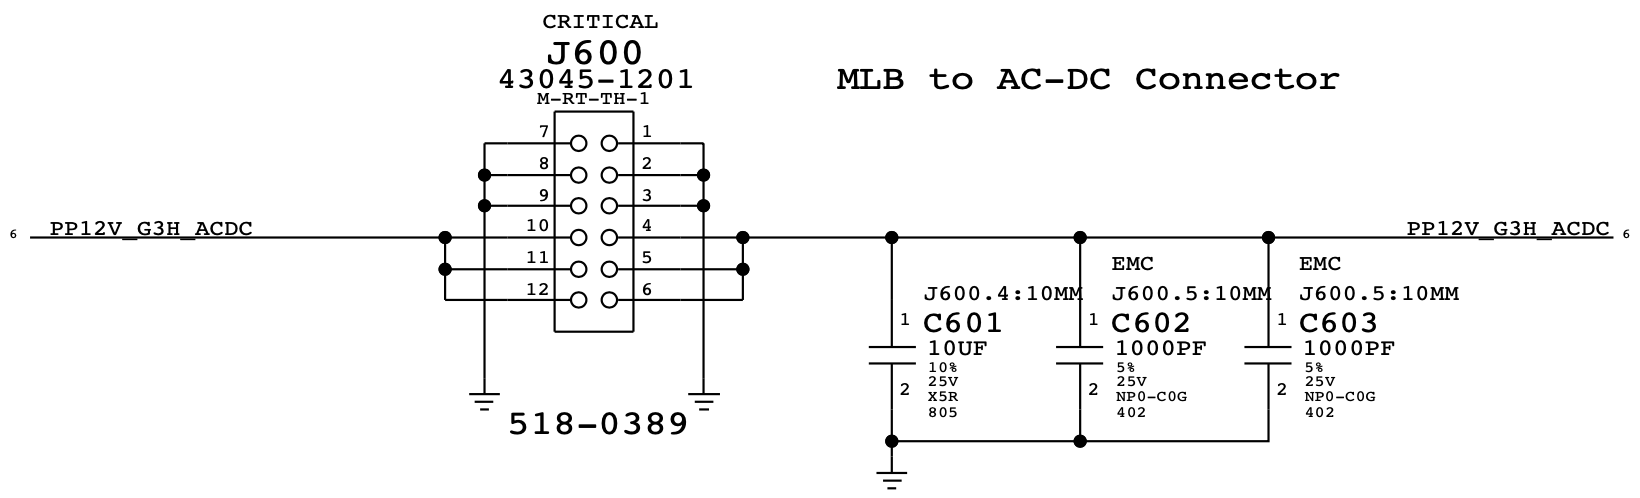 CRITICAL
J600
43045-1201
M-RT-TH-1
MLB to AC-DC Connector
7 1
8 2
9 3
10 4
11 5
12 6
6 PP12V_G3H_ACDC
PP12V_G3H_ACDC 6
518-0389
J600.4:10MM
1 C601
10UF
10%
25V
2
X5R
805
EMC
J600.5:10MM
1 C602
1000PF
5%
25V
2
NP0-C0G
402
EMC
J600.5:10MM
1 C603
1000PF
5%
25V
2
NP0-C0G
402